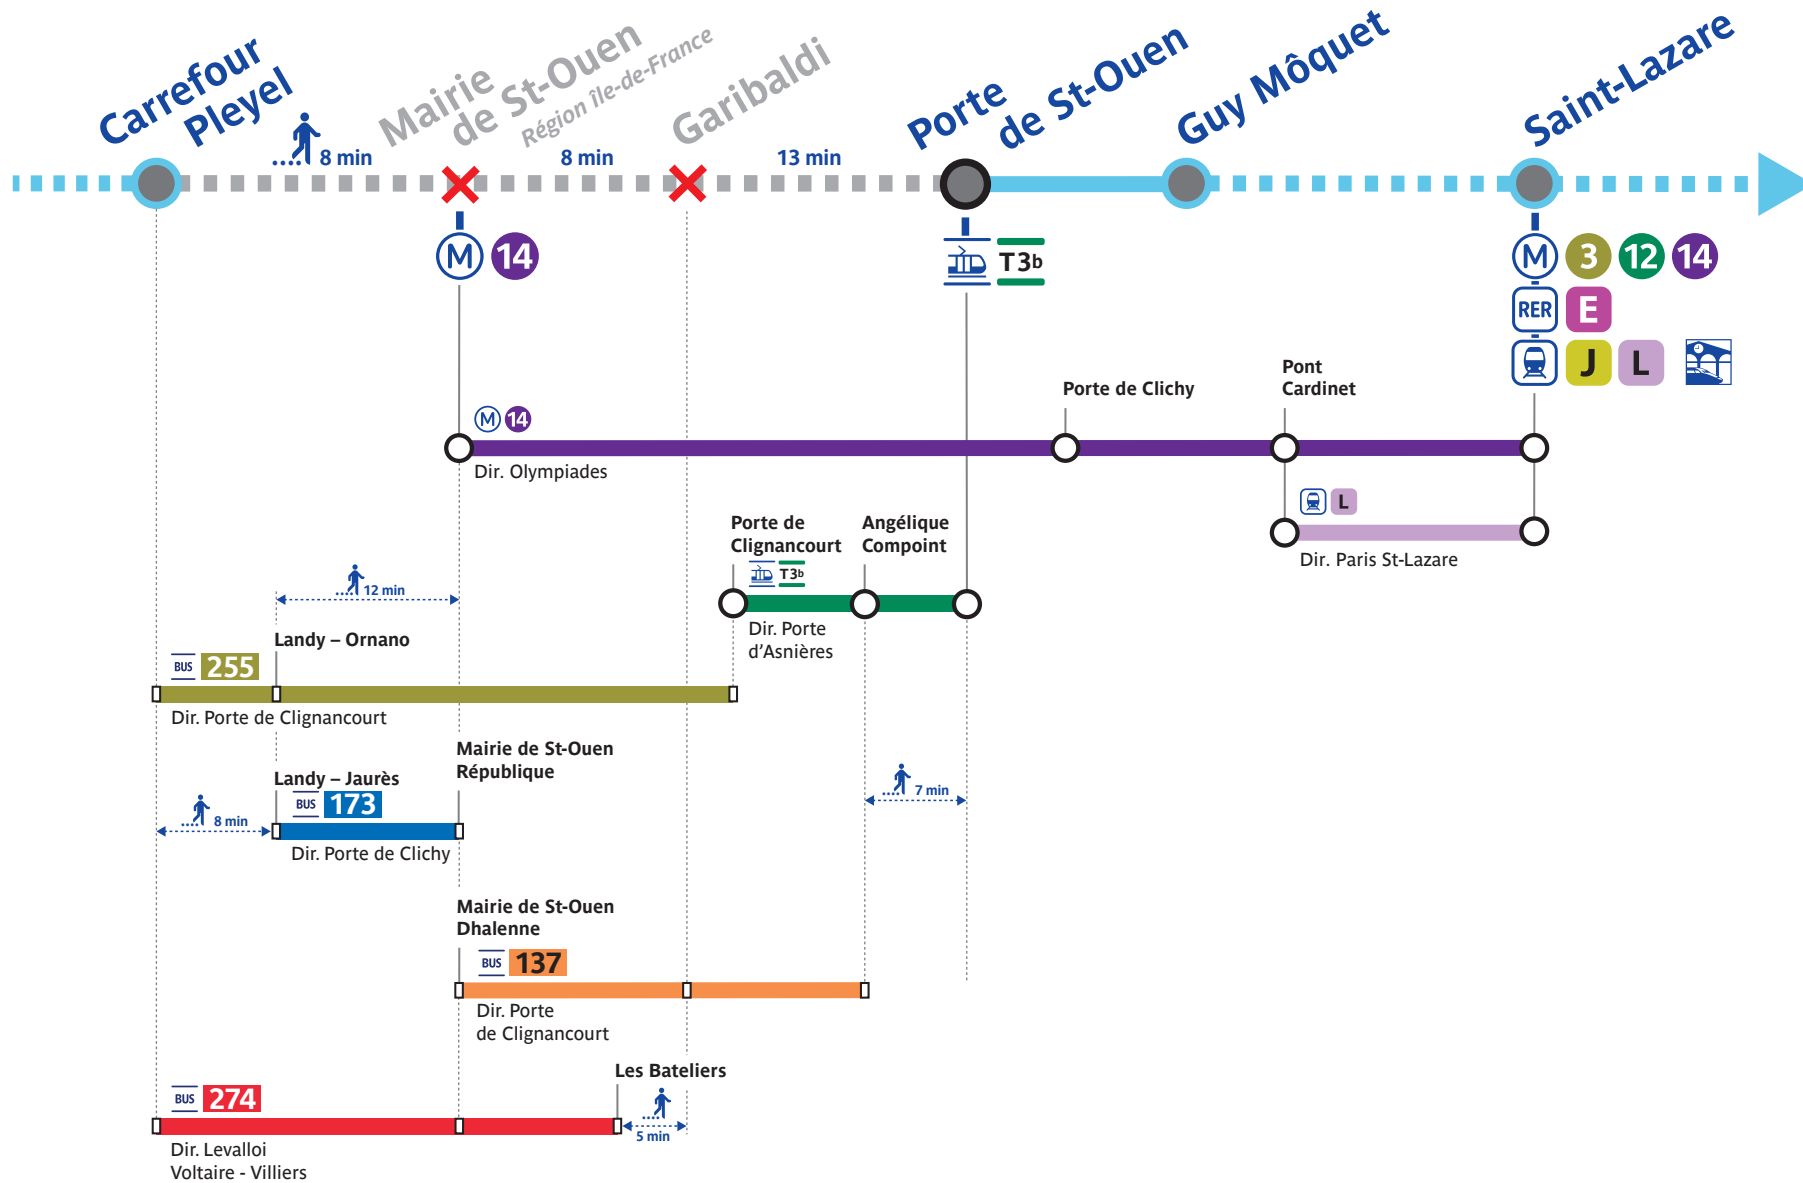 Carrefour
Pleyel
Mairie
de St-Ouen
Région île-de-France
Garibaldi
Porte
de St-Ouen
Guy Môquet
Saint-Lazare
8 min
8 min
13 min
M 14
T3b
M 3 12 14
RER E
J L
Porte de Clichy
Pont
Cardinet
M 14
Dir. Olympiades
L
Dir. Paris St-Lazare
Porte de
Clignancourt
Angélique
Compoint
T3b
Dir. Porte
d'Asnières
12 min
Landy – Ornano
BUS 255
Dir. Porte de Clignancourt
Mairie de St-Ouen
République
Landy – Jaurès
BUS 173
8 min
7 min
Dir. Porte de Clichy
Mairie de St-Ouen
Dhalenne
BUS 137
Dir. Porte
de Clignancourt
Les Bateliers
BUS 274
5 min
Dir. Levalloi
Voltaire - Villiers